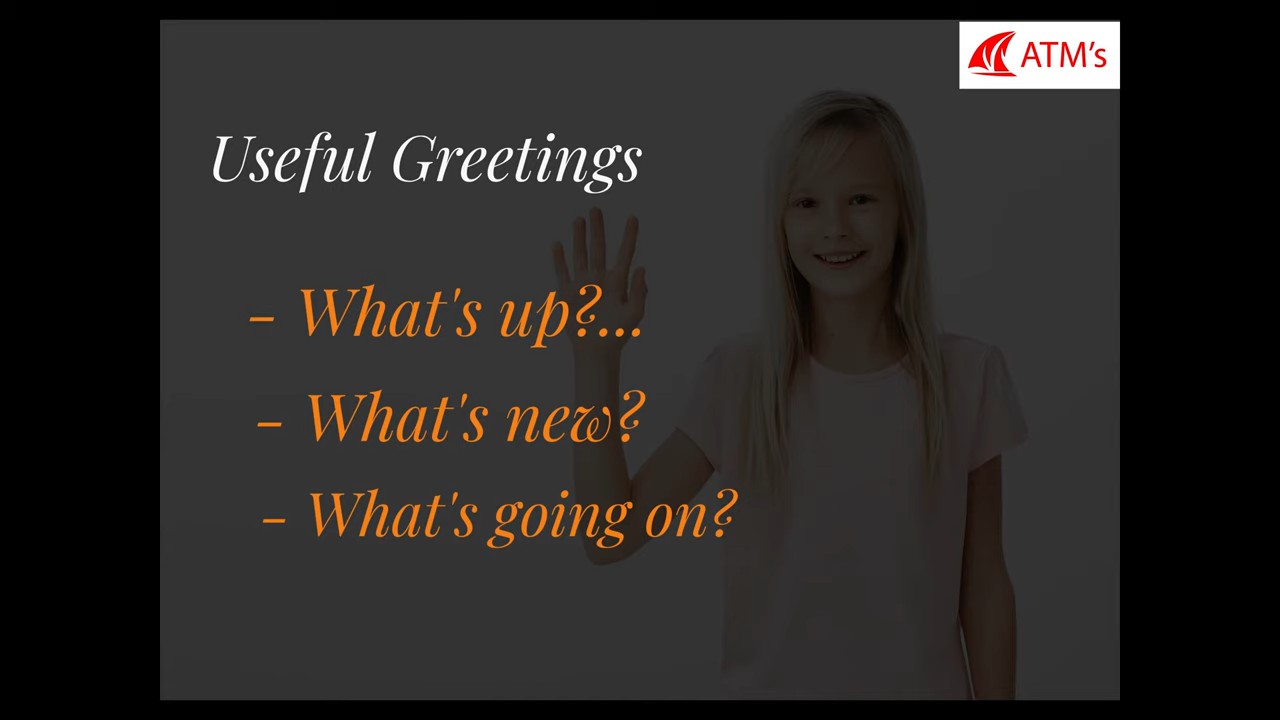 ATM's
Useful Greetings
- What's up?...
- What's new?
- What's going on?